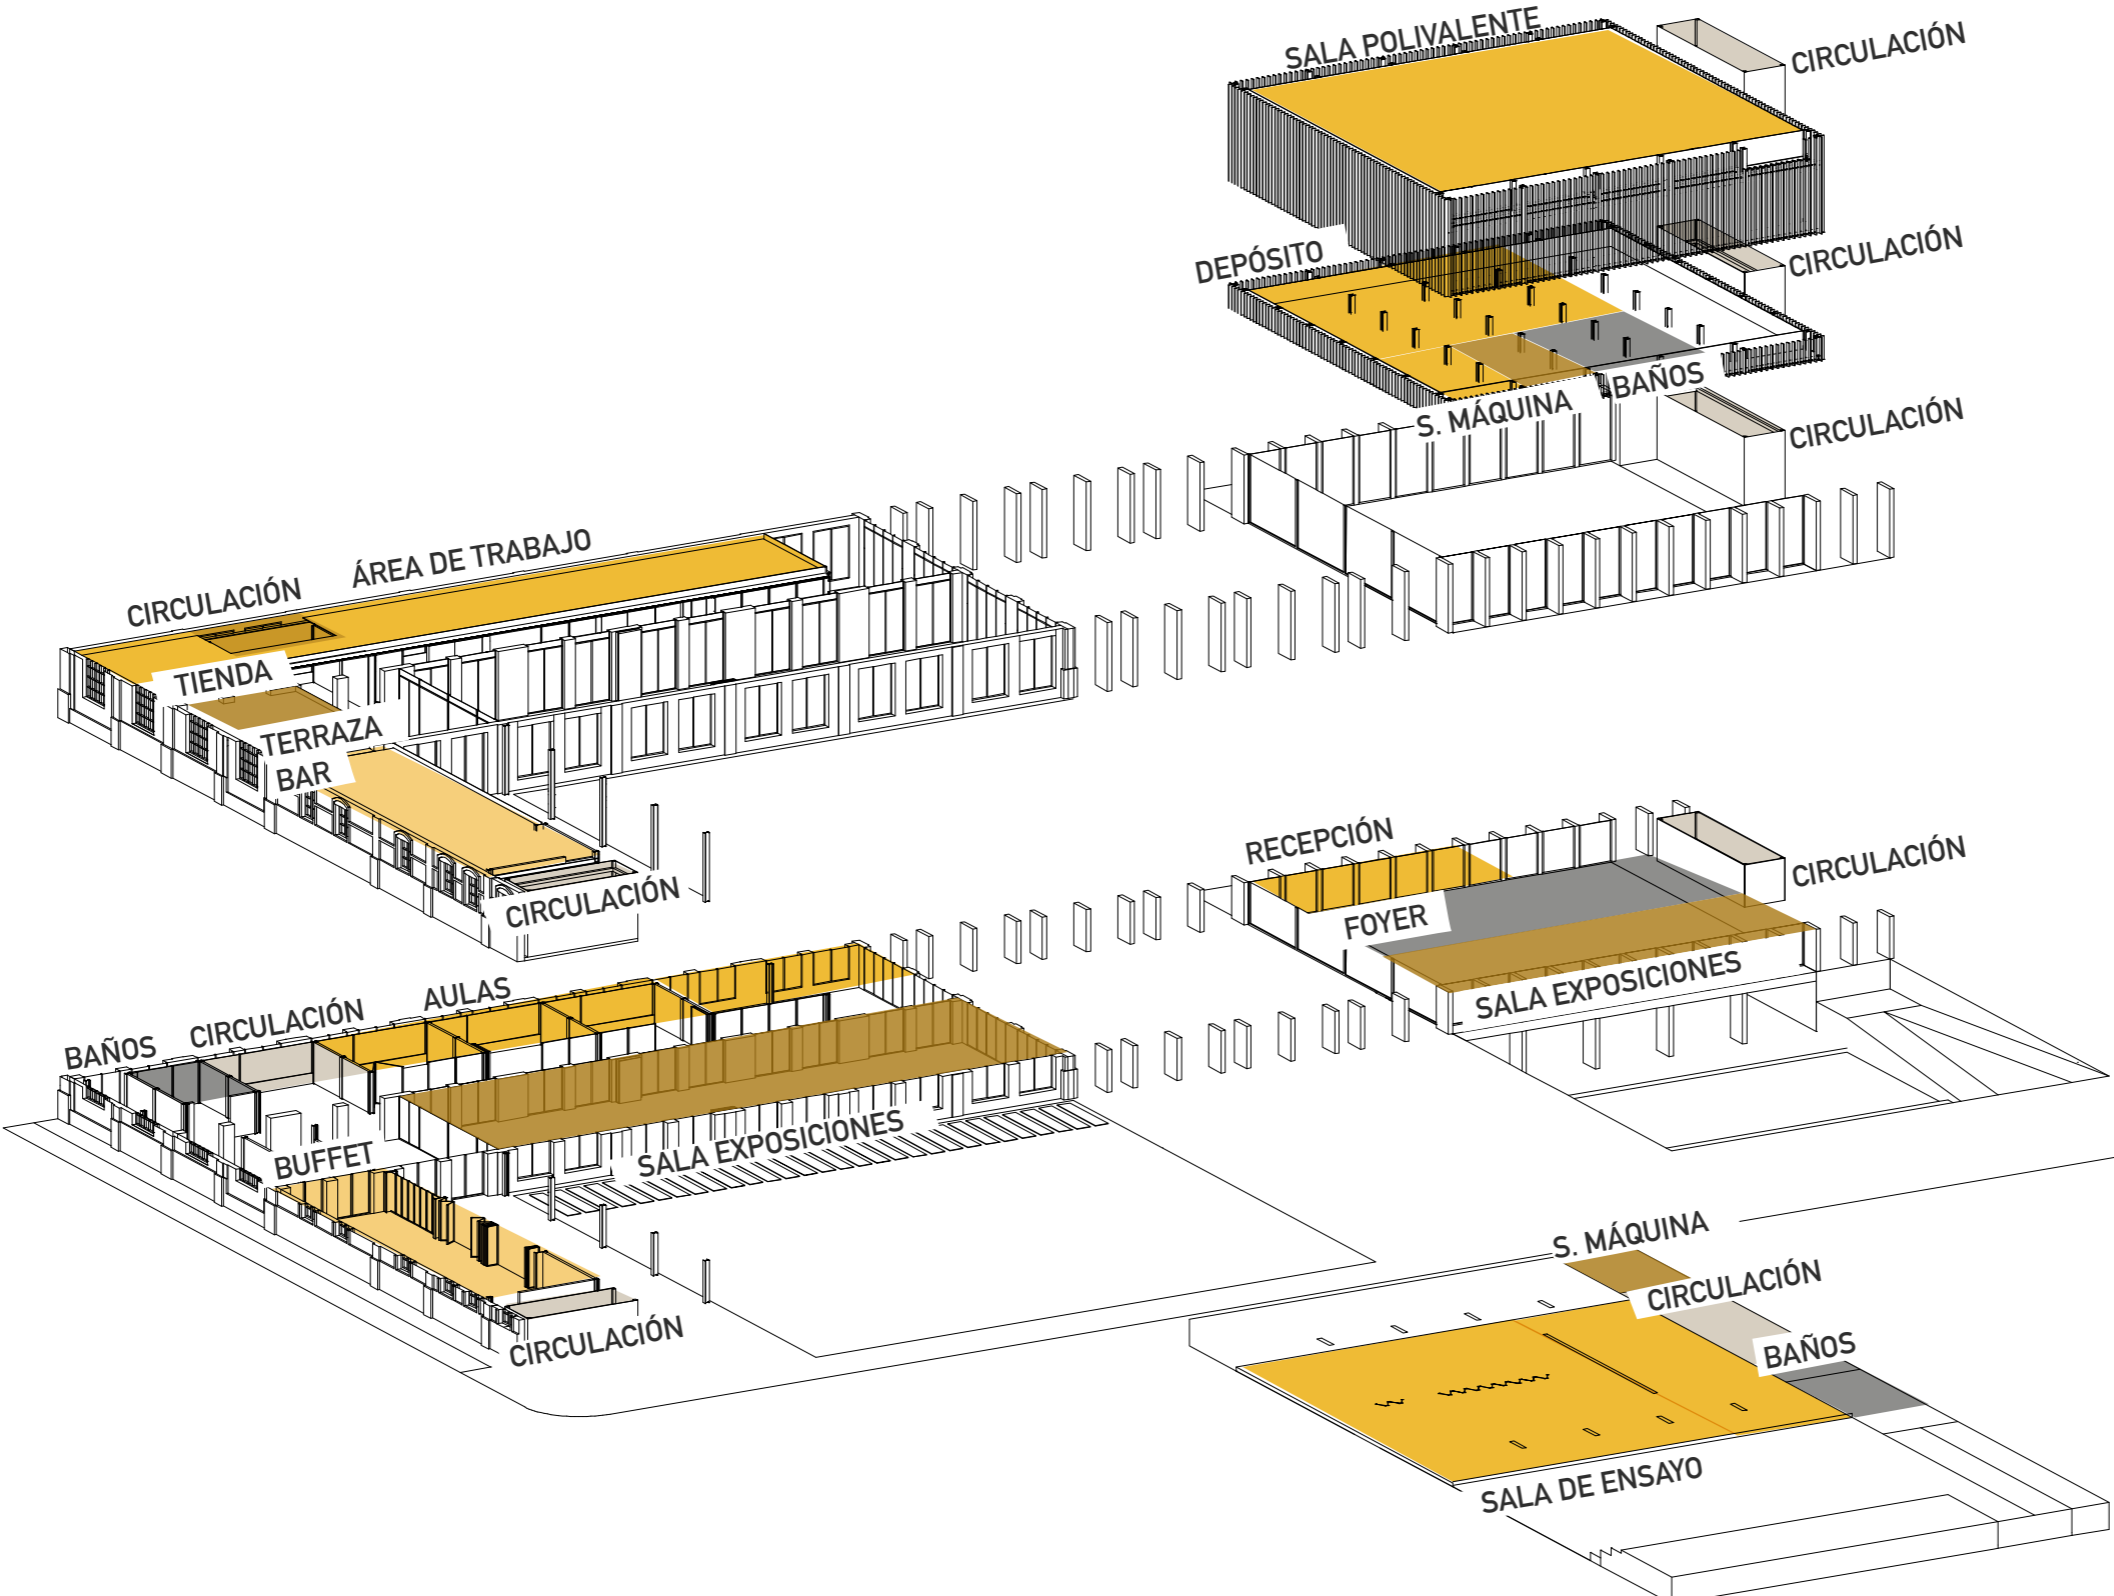 SALA POLIVALENTE
CIRCULACIÓN
DEPÓSITO
CIRCULACIÓN
BAÑOS
S. MÁQUINA
CIRCULACIÓN
ÁREA DE TRABAJO
CIRCULACIÓN
TIENDA
TERRAZA
BAR
CIRCULACIÓN
RECEPCIÓN
CIRCULACIÓN
FOYER
SALA EXPOSICIONES
AULAS
CIRCULACIÓN
BAÑOS
BUFFET
SALA EXPOSICIONES
CIRCULACIÓN
S. MÁQUINA
CIRCULACIÓN
BAÑOS
SALA DE ENSAYO